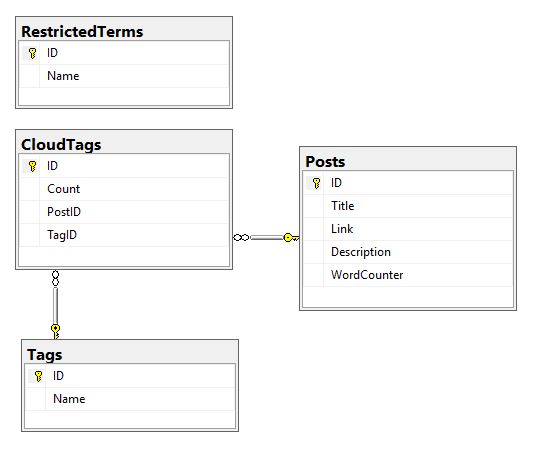 RestrictedTerms
ID
Name
CloudTags
ID
Count
PostID
TagID
Posts
ID
Title
Link
Description
WordCounter
Tags
ID
Name